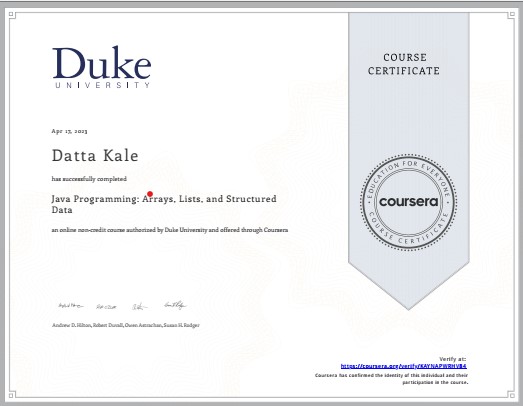 Duke
UNIVERSITY
COURSE
CERTIFICATE
Apr 17, 2023
Datta Kale
has successfully completed
Java Programming: Arrays, Lists, and Structured
Data
an online non-credit course authorized by Duke University and offered through Coursera
EDUCATION FOR EVERYONE
coursera
COURSE CERTIFICATE
Andrew D. Hilton, Robert Duvall, Owen Astrachan, Susan H. Rodger
Verify at:
https://coursera.org/verify/KAYNAPWRHVB4
Coursera has confirmed the identity of this individual and their
participation in the course.